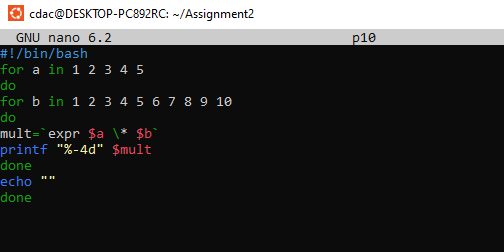 cdac@DESKTOP-PC892RC: ~/Assignment2
GNU nano 6.2 p10
#!/bin/bash
for a in 1 2 3 4 5
do
for b in 1 2 3 4 5 6 7 8 9 10
do
mult=`expr $a \* $b`
printf "%-4d" $mult
done
echo ""
done